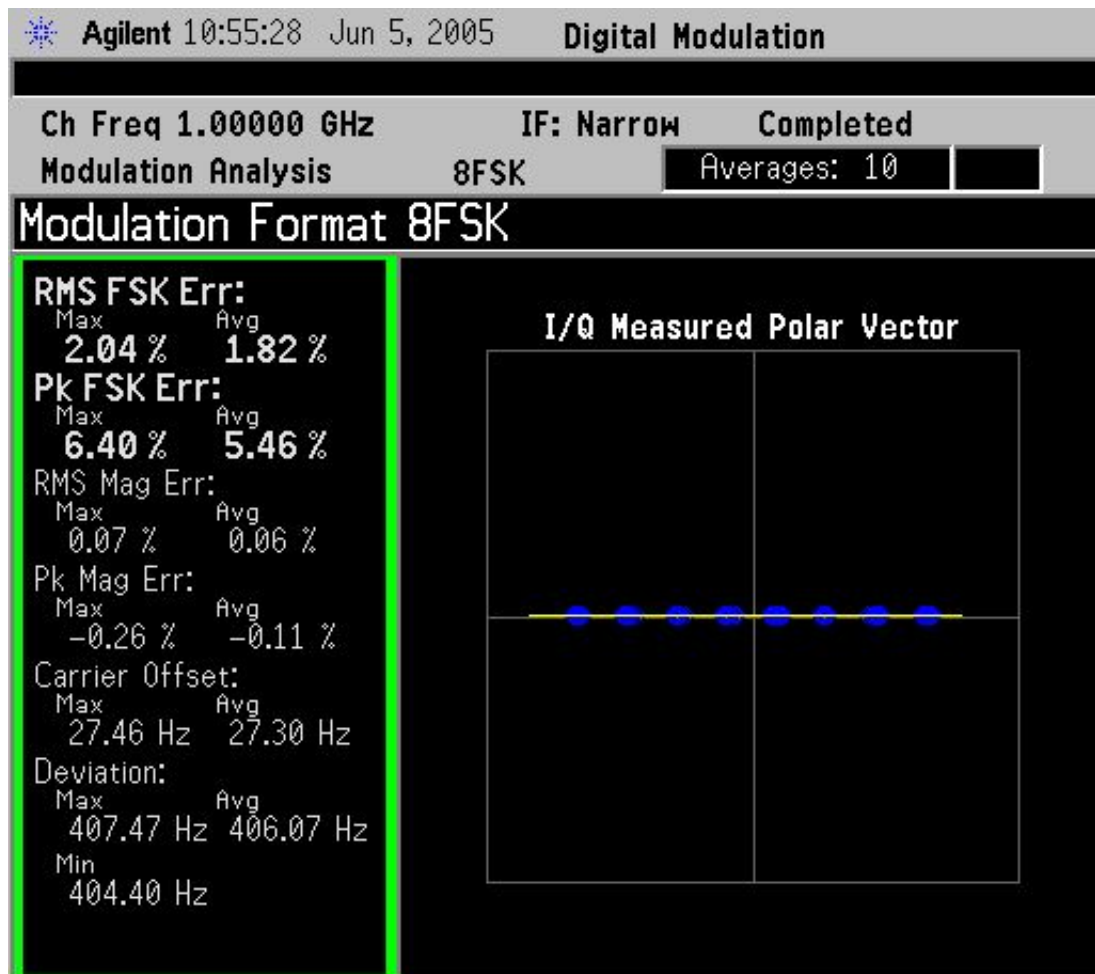 Agilent 10:55:28 Jun 5, 2005 Digital Modulation
Ch Freq 1.00000 GHz IF: Narrow Completed
Modulation Analysis 8FSK Averages: 10
Modulation Format 8FSK
RMS FSK Err:
Max Avg
2.04 % 1.82 %
Pk FSK Err:
Max Avg
6.40 % 5.46 %
RMS Mag Err:
Max Avg
0.07 % 0.06 %
Pk Mag Err:
Max Avg
-0.26 % -0.11 %
Carrier Offset:
Max Avg
27.46 Hz 27.30 Hz
Deviation:
Max Avg
407.47 Hz 406.07 Hz
Min
404.40 Hz
I/Q Measured Polar Vector